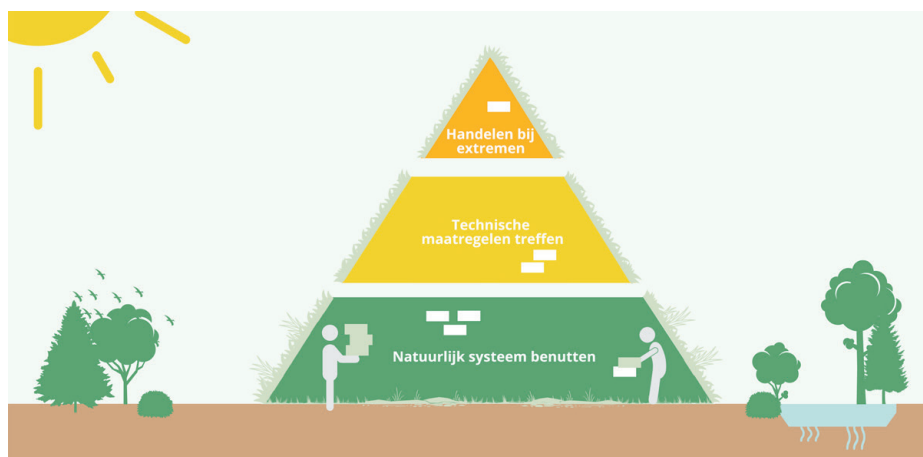 Handelen bij
extremen
Technische
maatregelen treffen
Natuurlijk systeem benutten